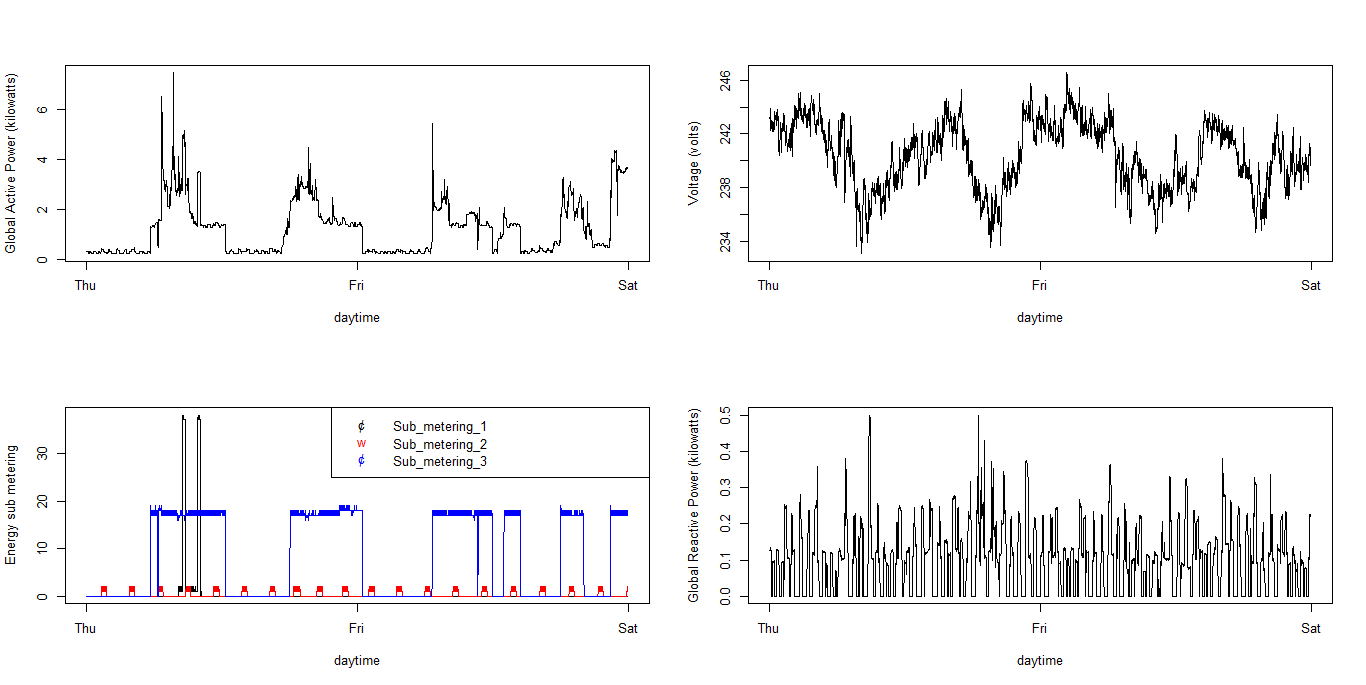 Global Active Power (kilowatts)
0 2 4 6
Thu Fri Sat
daytime
Voltage (volts)
234 238 242 246
Thu Fri Sat
daytime
Energy sub metering
0 10 20 30
¢ Sub_metering_1
w Sub_metering_2
¢ Sub_metering_3
Thu Fri Sat
daytime
Global Reactive Power (kilowatts)
0.0 0.1 0.2 0.3 0.4 0.5
Thu Fri Sat
daytime